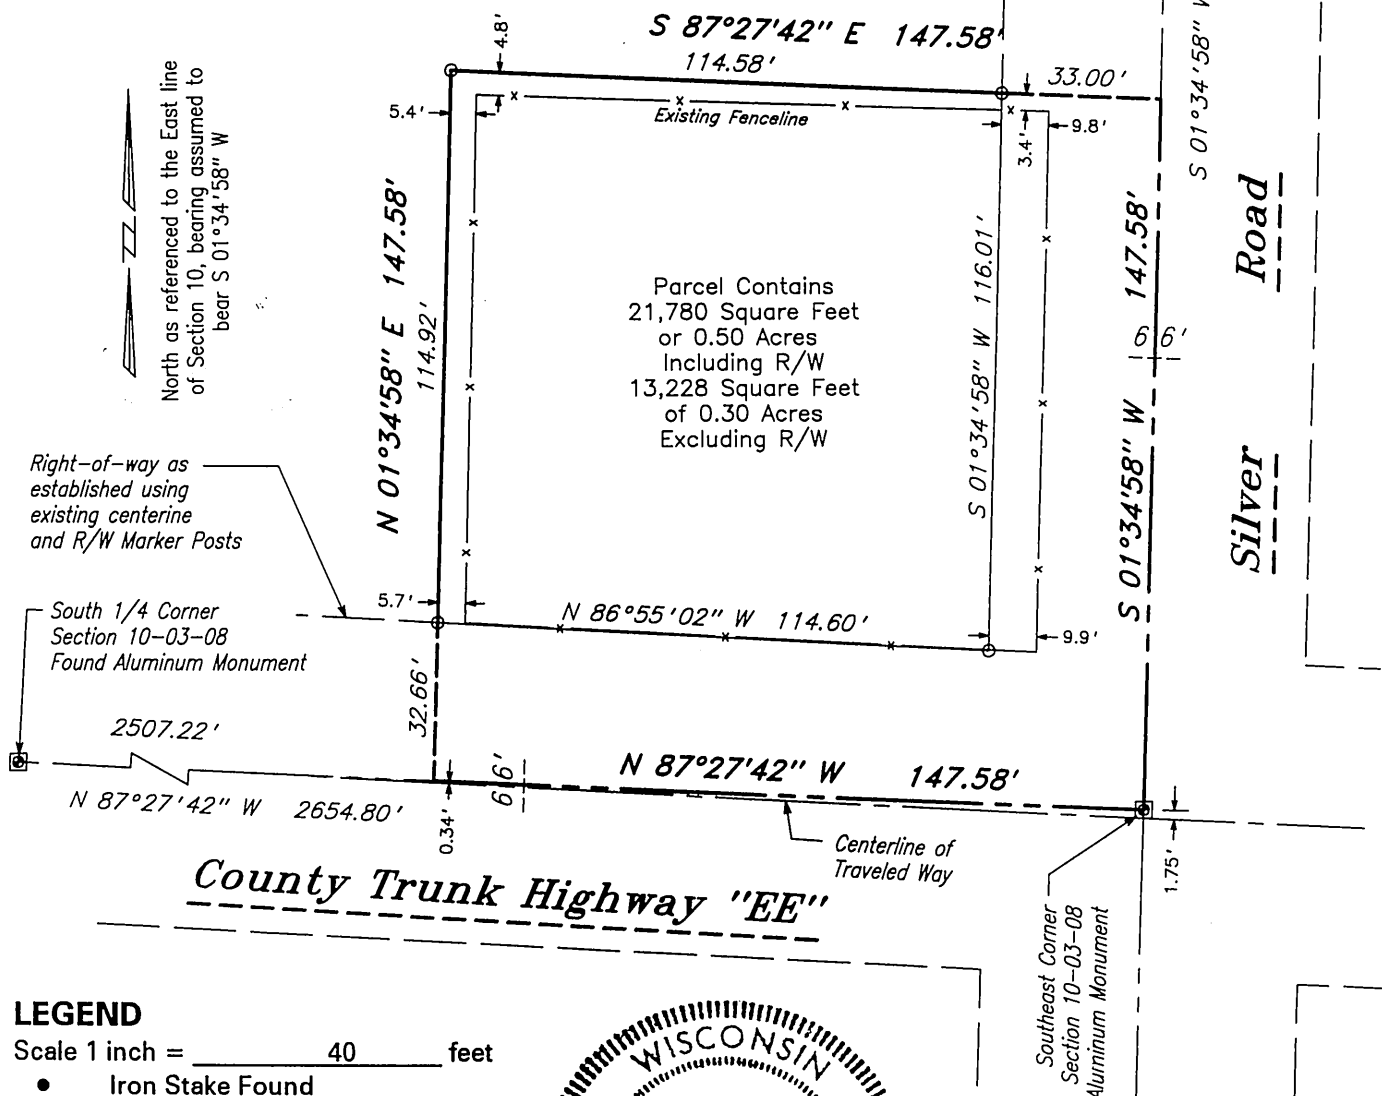 S 87°27'42" E 147.58'
114.58'
33.00'
4.8'
5.4'
Existing Fenceline
3.4'
9.8'
S 01°34'58" W
North as referenced to the East line
of Section 10, bearing assumed to
bear S 01°34'58" W
N 01°34'58" E 147.58'
114.92'
Parcel Contains
21,780 Square Feet
or 0.50 Acres
Including R/W
13,228 Square Feet
of 0.30 Acres
Excluding R/W
S 01°34'58" W 116.01'
S 01°34'58" W 147.58'
66'
Silver Road
Right-of-way as
established using
existing centerine
and R/W Marker Posts
5.7'
N 86°55'02" W 114.60'
9.9'
South 1/4 Corner
Section 10-03-08
Found Aluminum Monument
32.66'
2507.22'
N 87°27'42" W 2654.80'
N 87°27'42" W 147.58'
66'
0.34'
Centerline of
Traveled Way
1.75'
County Trunk Highway "EE"
Southeast Corner
Section 10-03-08
Aluminum Monument
LEGEND
Scale 1 inch = 40 feet
Iron Stake Found
WISCONSIN